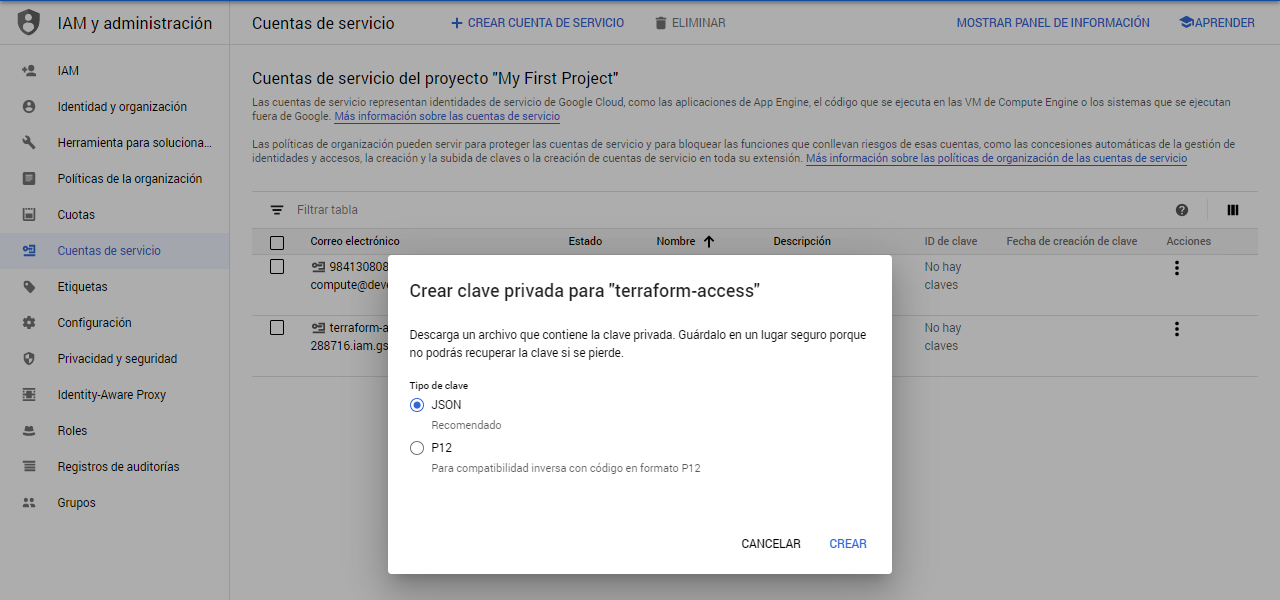 IAM y administración
Cuentas de servicio
CREAR CUENTA DE SERVICIO
ELIMINAR
MOSTRAR PANEL DE INFORMACIÓN
APRENDER
IAM
Identidad y organización
Herramienta para soluciona...
Políticas de la organización
Cuotas
Cuentas de servicio
Etiquetas
Configuración
Privacidad y seguridad
Identity-Aware Proxy
Roles
Registros de auditorías
Grupos
Cuentas de servicio del proyecto "My First Project"
Las cuentas de servicio representan identidades de servicio de Google Cloud, como las aplicaciones de App Engine, el código que se ejecuta en las VM de Compute Engine o los sistemas que se ejecutan
fuera de Google. Más información sobre las cuentas de servicio
Las políticas de organización pueden servir para proteger las cuentas de servicio y para bloquear las funciones que conllevan riesgos de esas cuentas, como las concesiones automáticas de la gestión de
identidades y accesos, la creación y la subida de claves o la creación de cuentas de servicio en toda su extensión. Más información sobre las políticas de organización de las cuentas de servicio
Filtrar tabla
Correo electrónico Estado Nombre Descripción ID de clave Fecha de creación de clave Acciones
984130808 No hay
compute@deve claves
terraform-a No hay
288716.iam.gs claves
Crear clave privada para "terraform-access"
Descarga un archivo que contiene la clave privada. Guárdalo en un lugar seguro porque
no podrás recuperar la clave si se pierde.
Tipo de clave
JSON
Recomendado
P12
Para compatibilidad inversa con código en formato P12
CANCELAR
CREAR